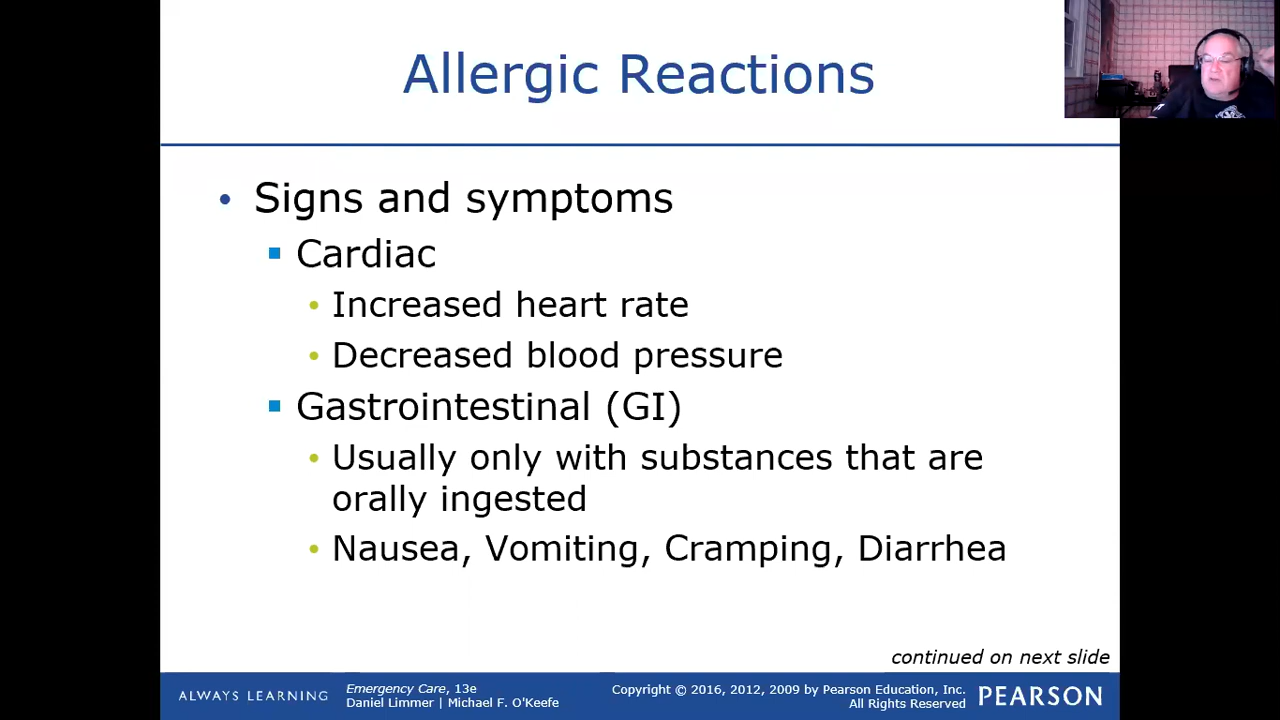 Allergic Reactions
• Signs and symptoms
▪ Cardiac
• Increased heart rate
• Decreased blood pressure
▪ Gastrointestinal (GI)
• Usually only with substances that are
orally ingested
• Nausea, Vomiting, Cramping, Diarrhea
continued on next slide
ALWAYS LEARNING
Emergency Care, 13e
Daniel Limmer | Michael F. O'Keefe
Copyright © 2016, 2012, 2009 by Pearson Education, Inc.
All Rights Reserved
PEARSON